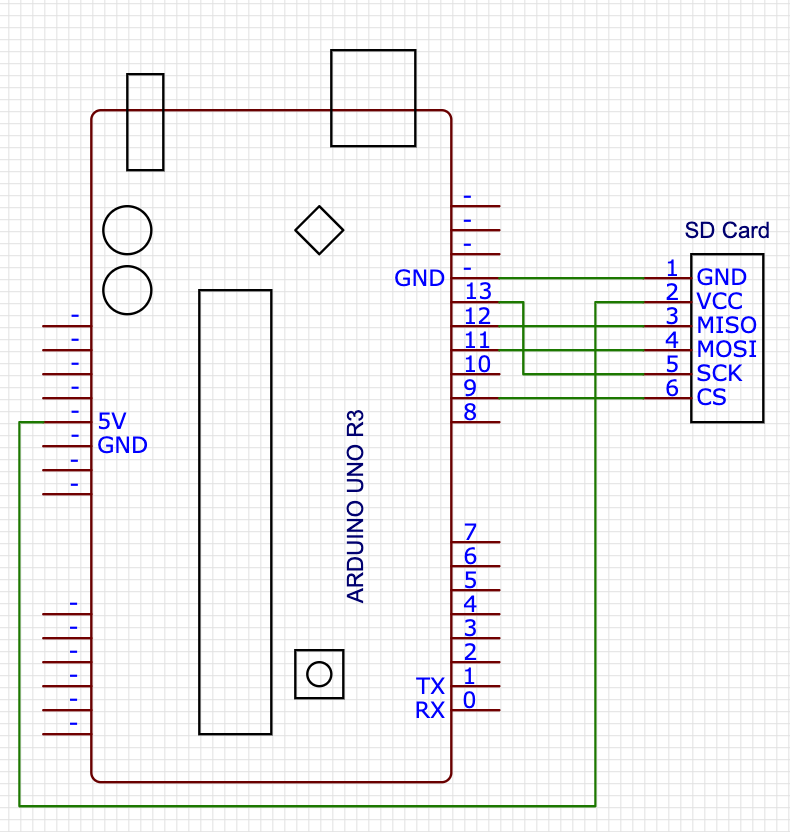 -
-
-
-
GND
13
12
11
10
9
8
7
6
5
4
3
2
TX 1
RX 0
-
-
-
-
-
5V
-
GND
-
-
-
-
-
-
-
-
ARDUINO UNO R3
SD Card
1 GND
2 VCC
3 MISO
4 MOSI
5 SCK
6 CS